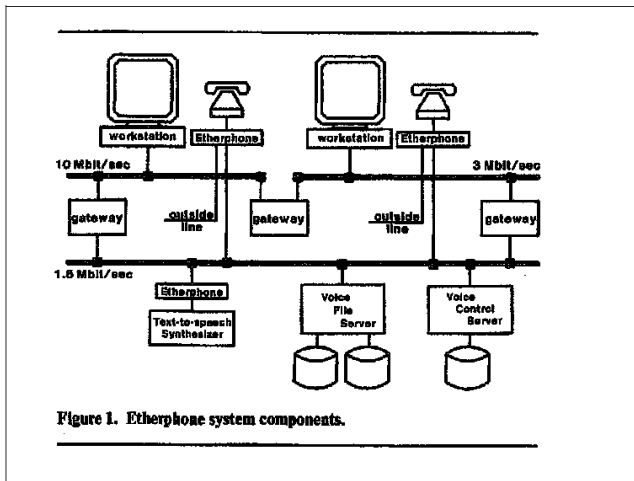 workstation
Etherphone
workstation
Etherphone
10 Mbit/sec
3 Mbit/sec
gateway
outside
line
gateway
outside
line
gateway
1.5 Mbit/sec
Etherphone
Text-to-speech
Synthesizer
Voice
File
Server
Voice
Control
Server
Figure 1. Etherphone system components.